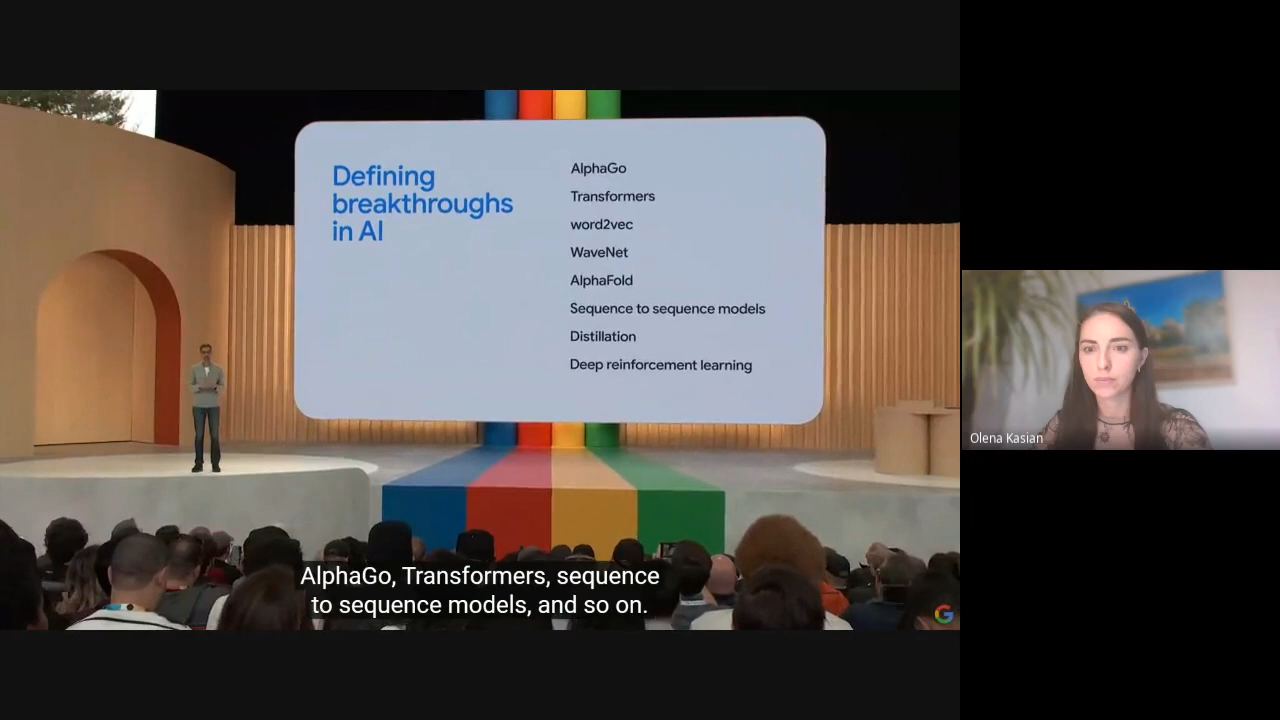 Defining
breakthroughs
in AI
AlphaGo
Transformers
word2vec
WaveNet
AlphaFold
Sequence to sequence models
Distillation
Deep reinforcement learning
AlphaGo, Transformers, sequence
to sequence models, and so on.
Olena Kasian